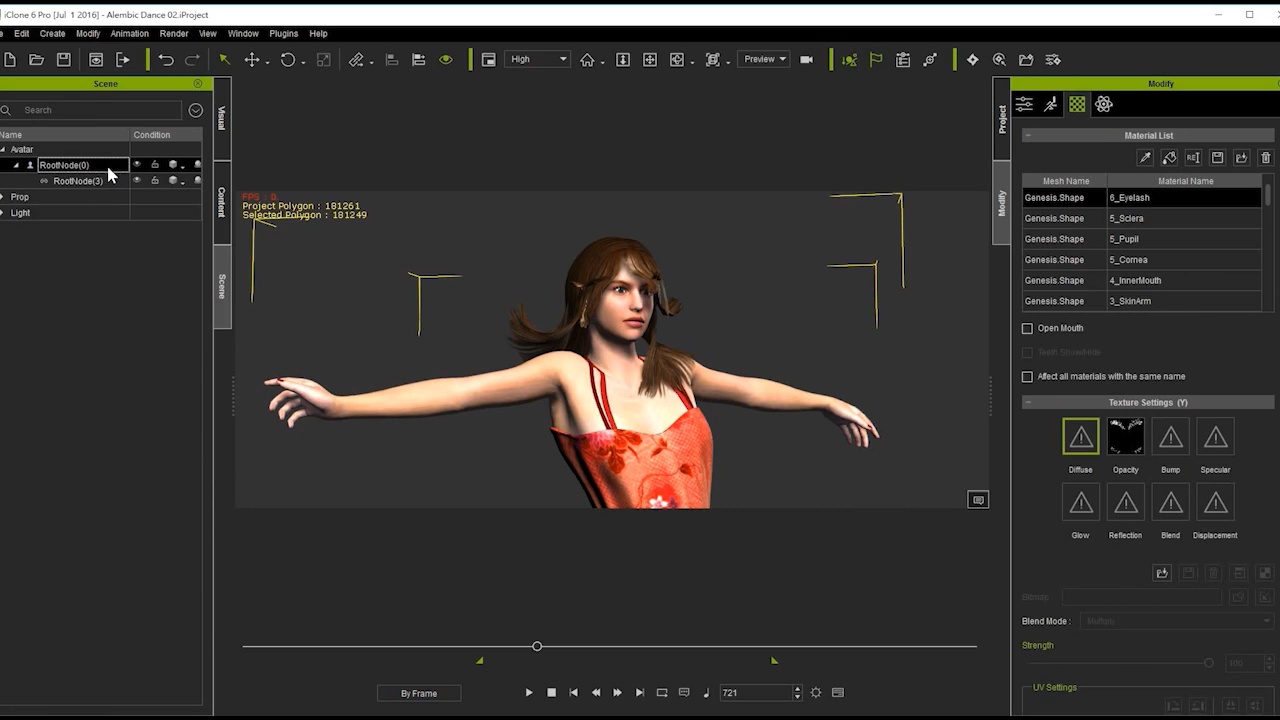 iClone 6 Pro [Jul 1 2016] - Alembic Dance 02.iProject
Edit Create Modify Animation Render View Window Plugins Help
High
Preview
Scene
Search
Name Condition
Avatar
RootNode(0)
RootNode(3)
Prop
Light
Visual
Content
Scene
FPS : 0
Project Polygon : 181261
Selected Polygon : 181249
By Frame
721
Project
Modify
Modify
Material List
Mesh Name Material Name
Genesis.Shape 6_Eyelash
Genesis.Shape 5_Sclera
Genesis.Shape 5_Pupil
Genesis.Shape 5_Cornea
Genesis.Shape 4_InnerMouth
Genesis.Shape 3_SkinArm
Open Mouth
Teeth Show/Hide
Affect all materials with the same name
Texture Settings (Y)
Diffuse Opacity Bump Specular
Glow Reflection Blend Displacement
Bitmap :
Blend Mode : Multiply
Strength
100
UV Settings